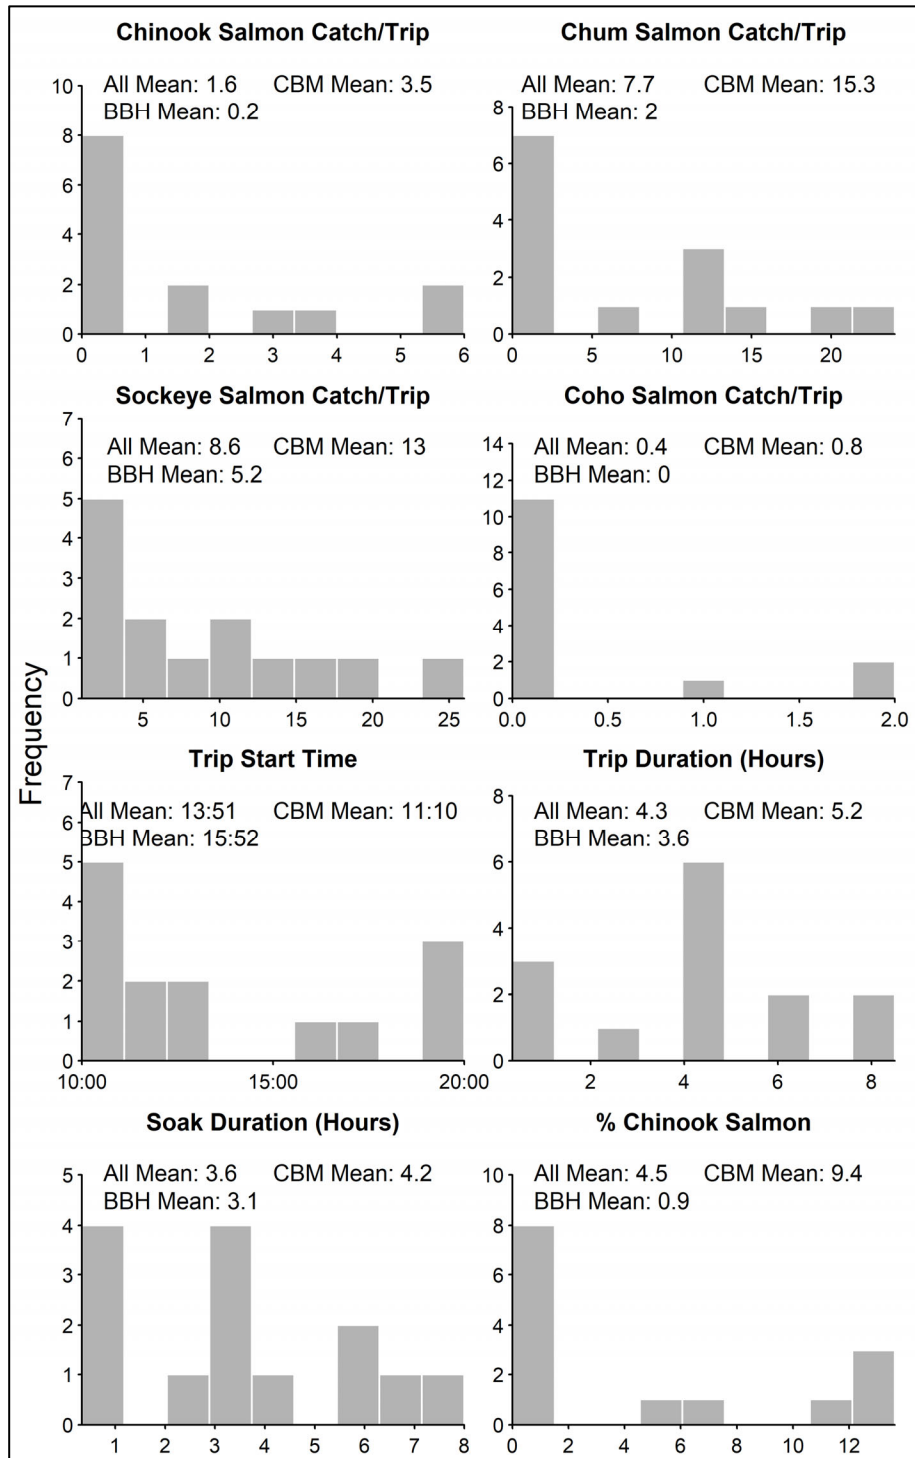 Chinook Salmon Catch/Trip
All Mean: 1.6 CBM Mean: 3.5
BBH Mean: 0.2
10
8
6
4
2
0
0 1 2 3 4 5 6
Chum Salmon Catch/Trip
All Mean: 7.7 CBM Mean: 15.3
BBH Mean: 2
8
6
4
2
0
0 5 10 15 20
Sockeye Salmon Catch/Trip
All Mean: 8.6 CBM Mean: 13
BBH Mean: 5.2
7
6
5
4
3
2
1
0
5 10 15 20 25
Coho Salmon Catch/Trip
All Mean: 0.4 CBM Mean: 0.8
BBH Mean: 0
14
12
10
8
6
4
2
0
0.0 0.5 1.0 1.5 2.0
Frequency
Trip Start Time
All Mean: 13:51 CBM Mean: 11:10
BBH Mean: 15:52
7
6
5
4
3
2
1
0
10:00 15:00 20:00
Trip Duration (Hours)
All Mean: 4.3 CBM Mean: 5.2
BBH Mean: 3.6
8
6
4
2
0
2 4 6 8
Soak Duration (Hours)
All Mean: 3.6 CBM Mean: 4.2
BBH Mean: 3.1
5
4
3
2
1
0
1 2 3 4 5 6 7 8
% Chinook Salmon
All Mean: 4.5 CBM Mean: 9.4
BBH Mean: 0.9
10
8
6
4
2
0
0 2 4 6 8 10 12